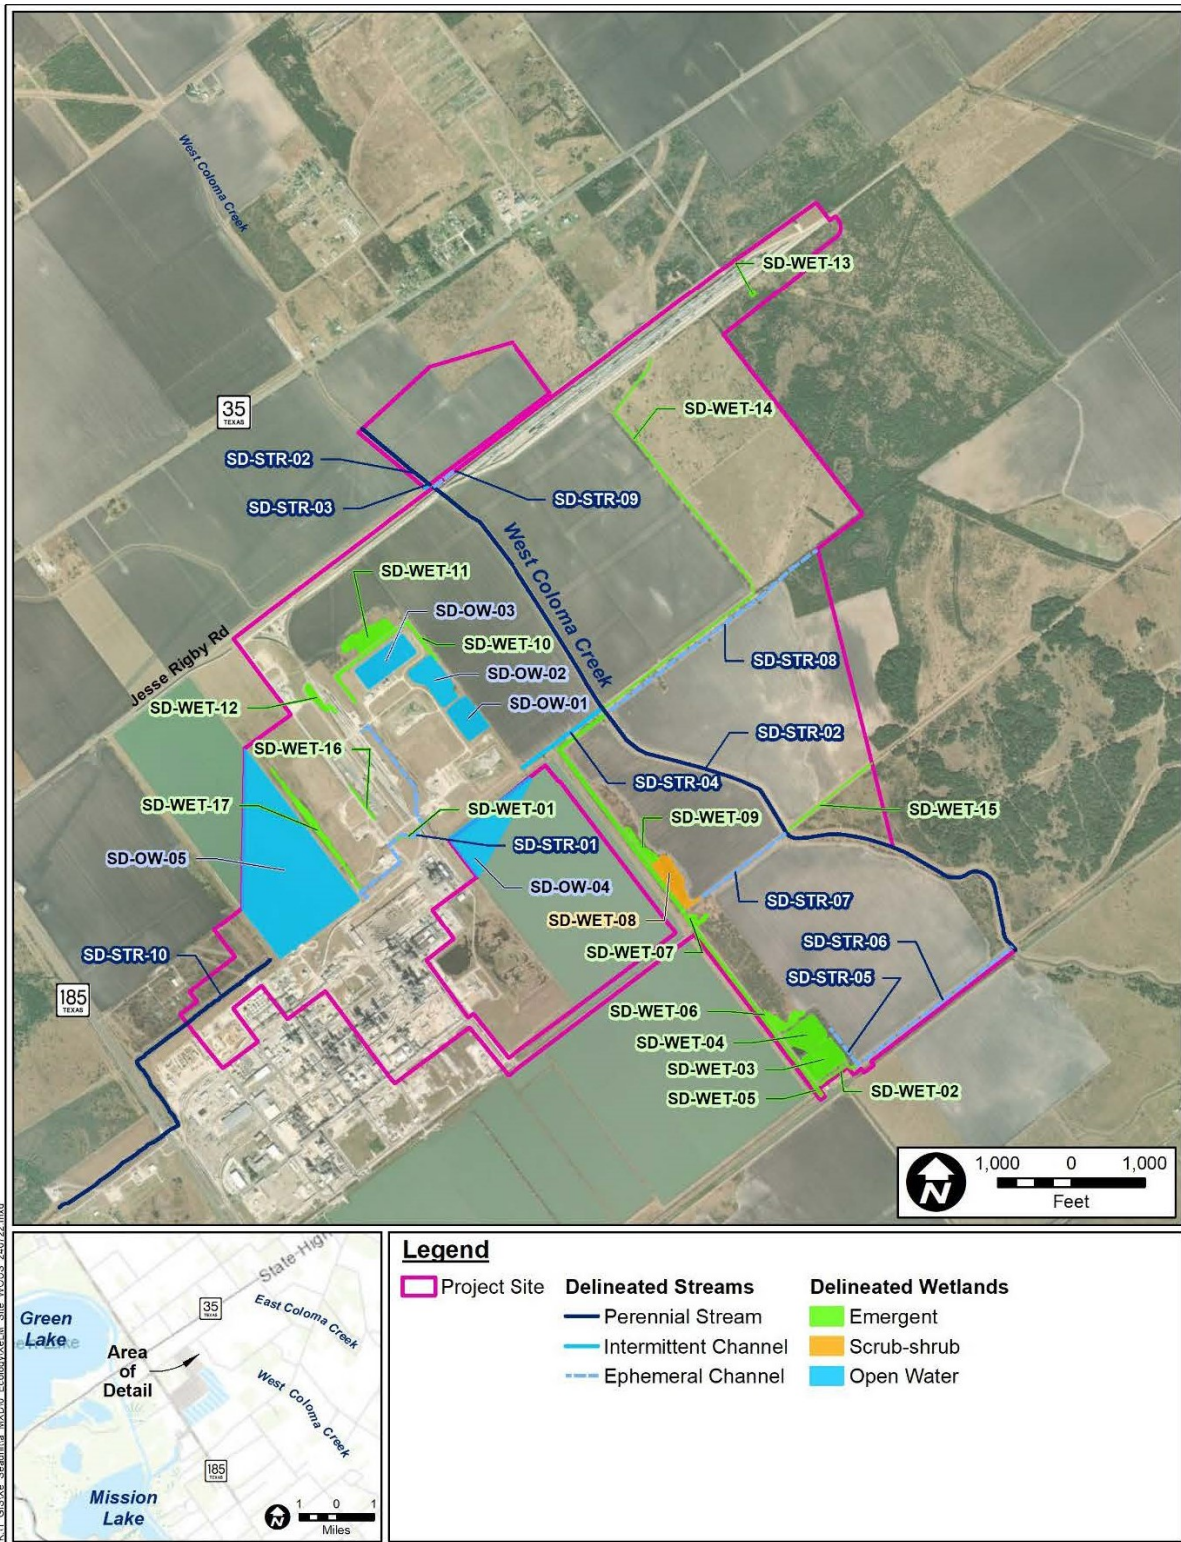 West Coloma Creek
SD-WET-13
35
TEXAS
SD-WET-14
SD-STR-02
SD-STR-03
SD-STR-09
West Coloma Creek
SD-WET-11
SD-OW-03
Jesse Rigby Rd
SD-WET-10
SD-STR-08
SD-OW-02
SD-OW-01
SD-WET-12
SD-STR-02
SD-WET-16
SD-STR-04
SD-WET-17
SD-WET-01
SD-WET-15
SD-WET-09
SD-STR-01
SD-OW-05
SD-OW-04
SD-STR-07
SD-WET-08
SD-STR-06
SD-WET-07
SD-STR-10
SD-STR-05
185
TEXAS
SD-WET-06
SD-WET-04
SD-WET-03
SD-WET-02
SD-WET-05
N
1,000 0 1,000
Feet
State-High
35
TEXAS
East Coloma Creek
Green
Lake
Area
of
Detail
West Coloma Creek
185
TEXAS
Mission
Lake
N
1 0 1
Miles
Legend
Project Site
Delineated Streams
Perennial Stream
Intermittent Channel
Ephemeral Channel
Delineated Wetlands
Emergent
Scrub-shrub
Open Water